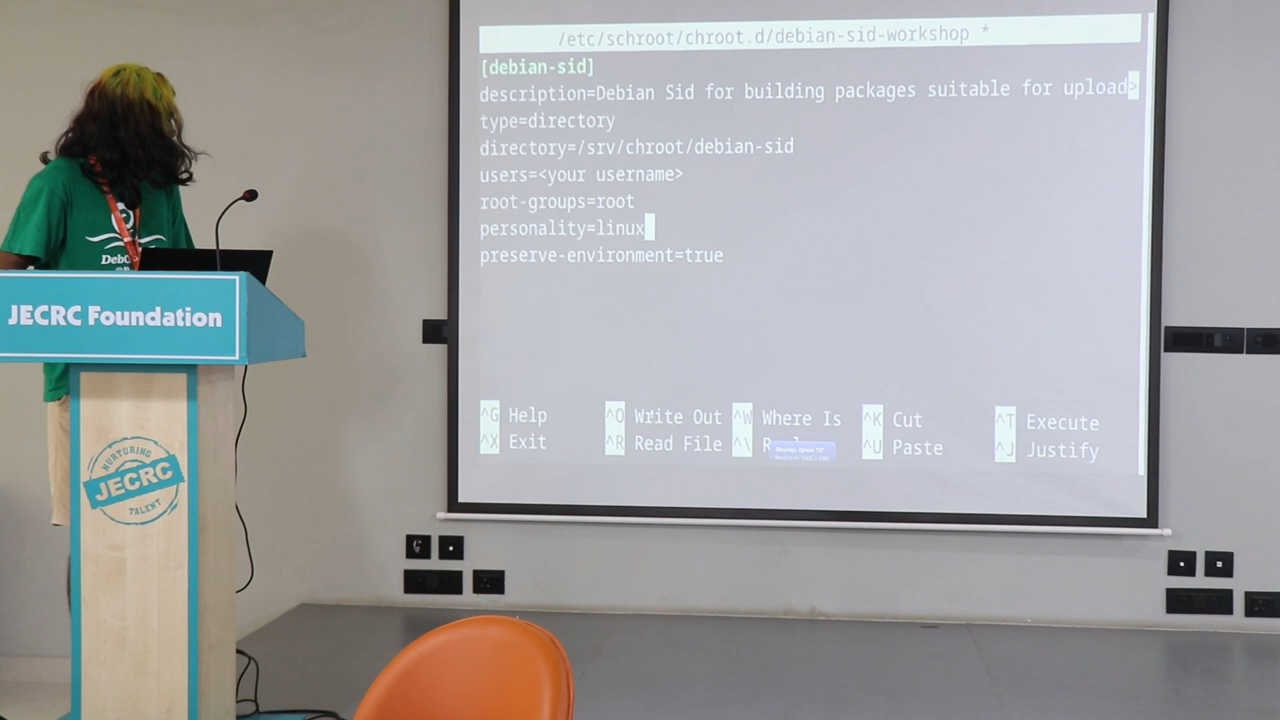 /etc/schroot/chroot.d/debian-sid-workshop *
[debian-sid]
description=Debian Sid for building packages suitable for upload>
type=directory
directory=/srv/chroot/debian-sid
users=<your username>
root-groups=root
personality=linux
preserve-environment=true
^G Help ^O Write Out ^W Where Is ^K Cut ^T Execute
^X Exit ^R Read File ^\ ^U Paste ^J Justify
JECRC Foundation
NURTURING
JECRC
TALENT